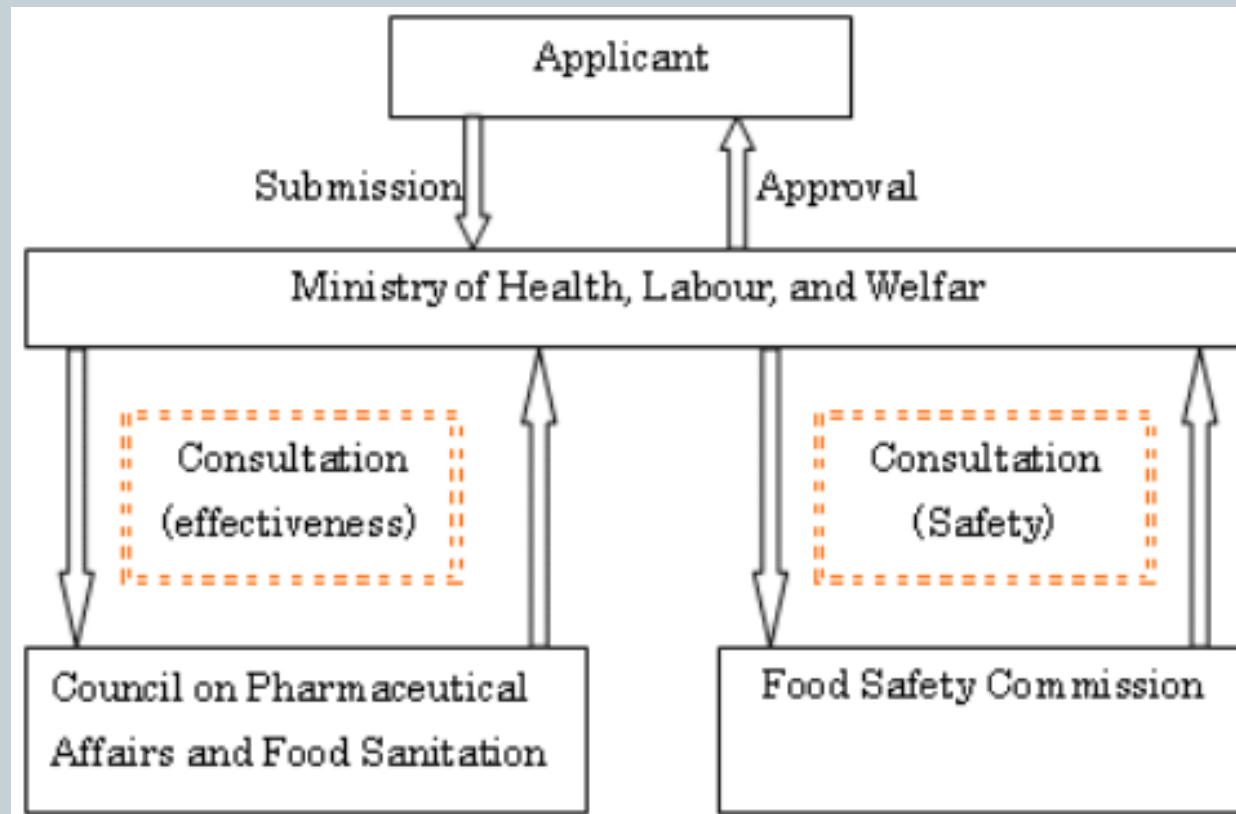 Applicant
Submission
Approval
Ministry of Health, Labour, and Welfar
Consultation
(effectiveness)
Consultation
(Safety)
Council on Pharmaceutical
Affairs and Food Sanitation
Food Safety Commission